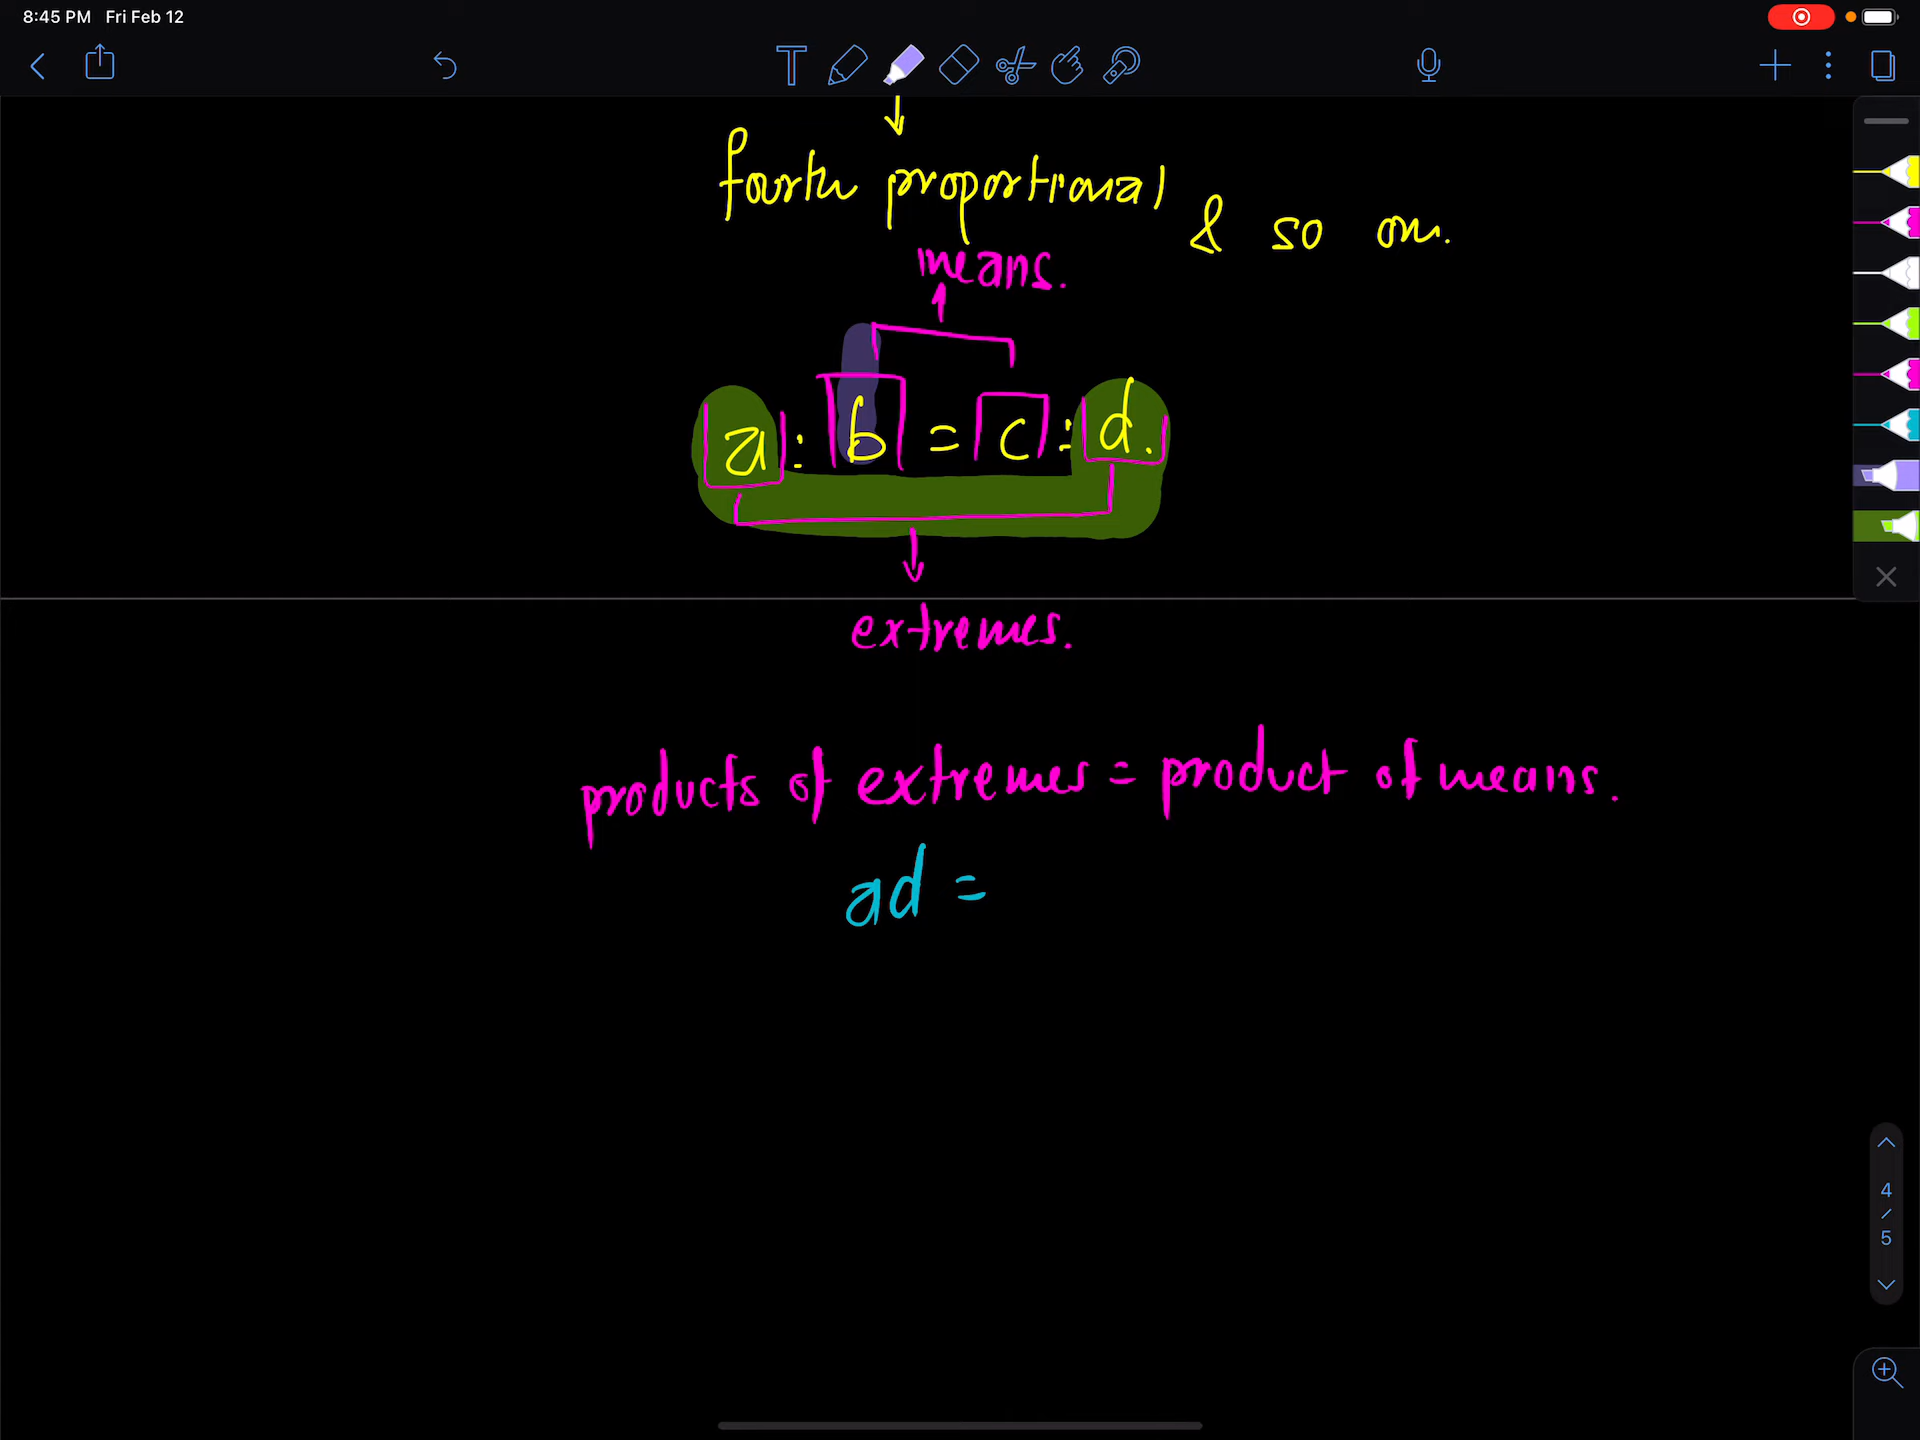 8:45 PM Fri Feb 12
fourth proportional & so on.
means.
a : b = c : d.
extremes.
products of extremes = product of means.
ad =
4
/
5